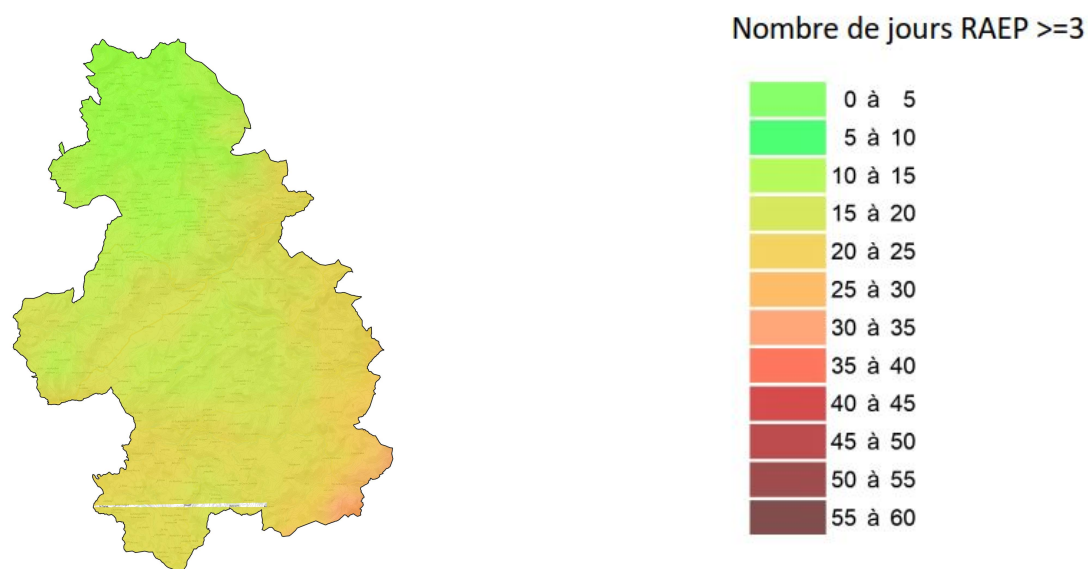 Nombre de jours RAEP >=3
0 à 5
5 à 10
10 à 15
15 à 20
20 à 25
25 à 30
30 à 35
35 à 40
40 à 45
45 à 50
50 à 55
55 à 60